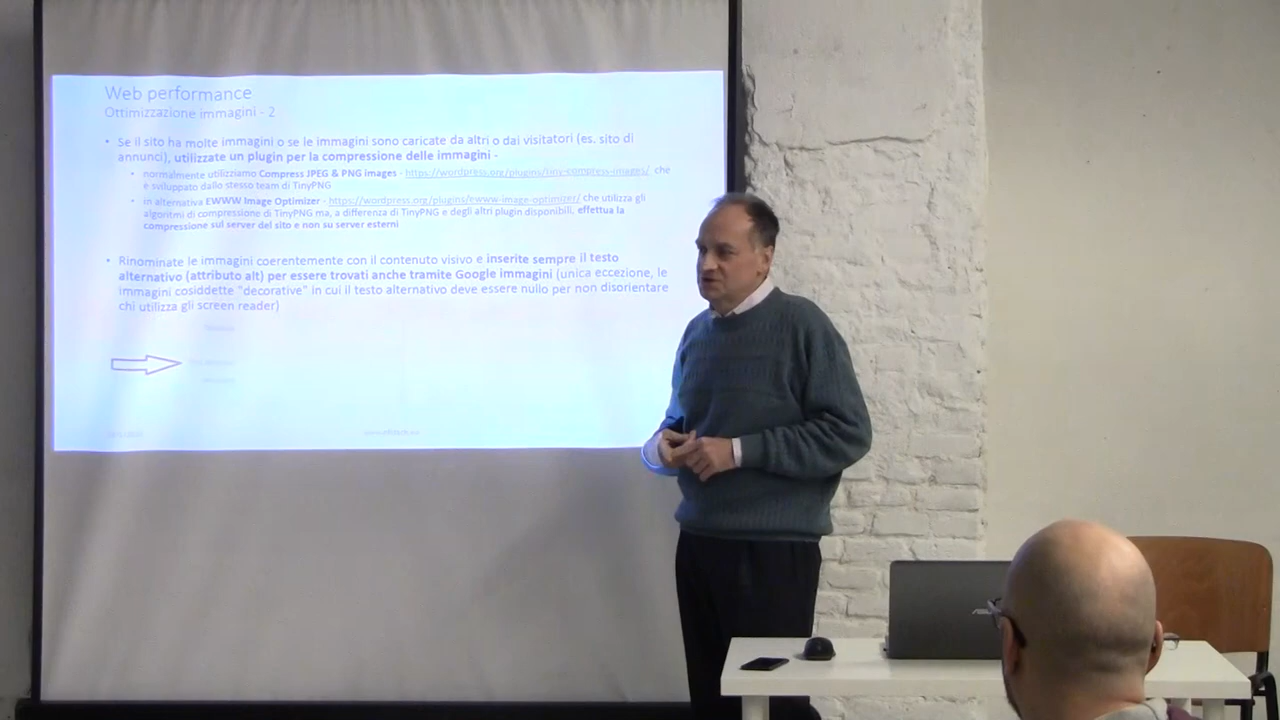 Web performance
Ottimizzazione immagini - 2
• Se il sito ha molte immagini o se le immagini sono caricate da altri o dai visitatori (es. sito di
annunci), utilizzate un plugin per la compressione delle immagini -
• normalmente utilizziamo Compress JPEG & PNG images - https://wordpress.org/plugins/tiny-compress-images/ che
è sviluppato dallo stesso team di TinyPNG
• in alternativa EWWW Image Optimizer - https://wordpress.org/plugins/ewww-image-optimizer/ che utilizza gli
algoritmi di compressione di TinyPNG ma, a differenza di TinyPNG e degli altri plugin disponibili, effettua la
compressione sul server del sito e non su server esterni
• Rinominate le immagini coerentemente con il contenuto visivo e inserite sempre il testo
alternativo (attributo alt) per essere trovati anche tramite Google immagini (unica eccezione, le
immagini cosiddette "decorative" in cui il testo alternativo deve essere nullo per non disorientare
chi utilizza gli screen reader)